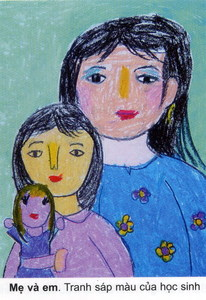 Mẹ và em. Tranh sáp màu của học sinh